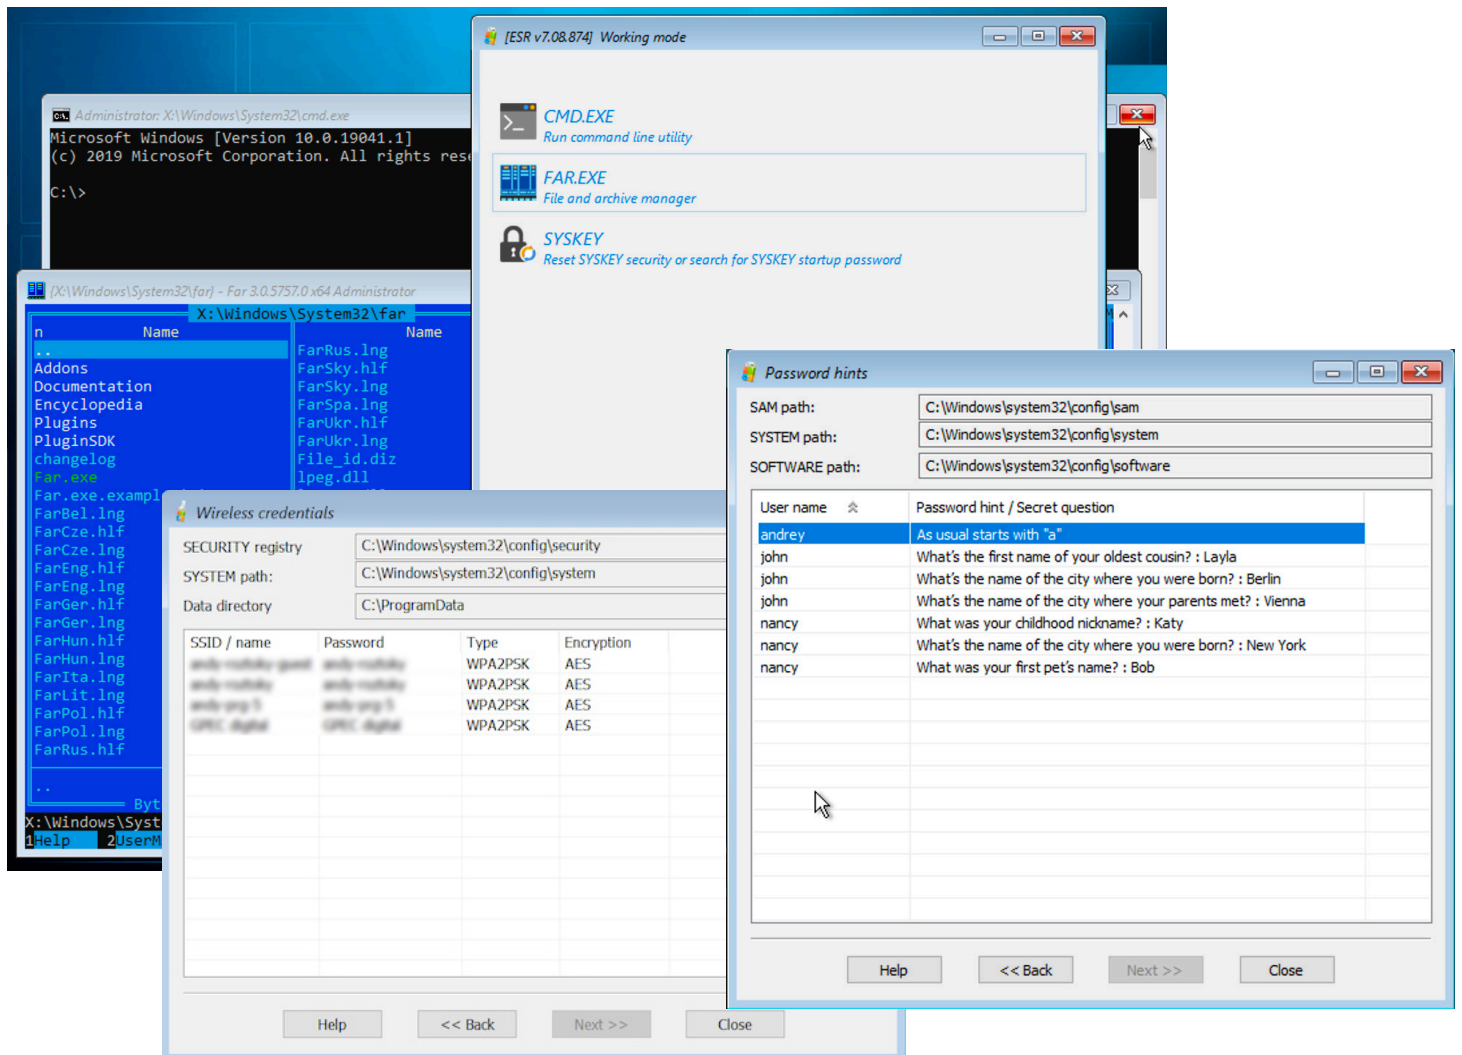 [ESR v7.08.874] Working mode
CMD.EXE
Run command line utility
FAR.EXE
File and archive manager
SYSKEY
Reset SYSKEY security or search for SYSKEY startup password
Administrator: X:\Windows\System32\cmd.exe
Microsoft Windows [Version 10.0.19041.1]
(c) 2019 Microsoft Corporation. All rights rese
C:\>
{X:\Windows\System32\far} - Far 3.0.5757.0 x64 Administrator
X:\Windows\System32\far
n Name Name
..
Addons
Documentation
Encyclopedia
Plugins
PluginSDK
changelog
Far.exe
Far.exe.exampl
FarBel.lng
FarCze.hlf
FarCze.lng
FarEng.hlf
FarEng.lng
FarGer.hlf
FarGer.lng
FarHun.hlf
FarHun.lng
FarIta.lng
FarLit.lng
FarPol.hlf
FarPol.lng
FarRus.hlf
FarRus.lng
FarSky.hlf
FarSky.lng
FarSpa.lng
FarUkr.hlf
FarUkr.lng
File_id.diz
lpeg.dll
..
Byt
X:\Windows\Syst
1Help 2UserM
Wireless credentials
SECURITY registry C:\Windows\system32\config\security
SYSTEM path: C:\Windows\system32\config\system
Data directory C:\ProgramData
SSID / name Password Type Encryption
WPA2PSK AES
WPA2PSK AES
WPA2PSK AES
WPA2PSK AES
Help << Back Next >> Close
Password hints
SAM path: C:\Windows\system32\config\sam
SYSTEM path: C:\Windows\system32\config\system
SOFTWARE path: C:\Windows\system32\config\software
User name Password hint / Secret question
andrey As usual starts with "a"
john What's the first name of your oldest cousin? : Layla
john What's the name of the city where you were born? : Berlin
john What's the name of the city where your parents met? : Vienna
nancy What was your childhood nickname? : Katy
nancy What's the name of the city where you were born? : New York
nancy What was your first pet's name? : Bob
Help << Back Next >> Close